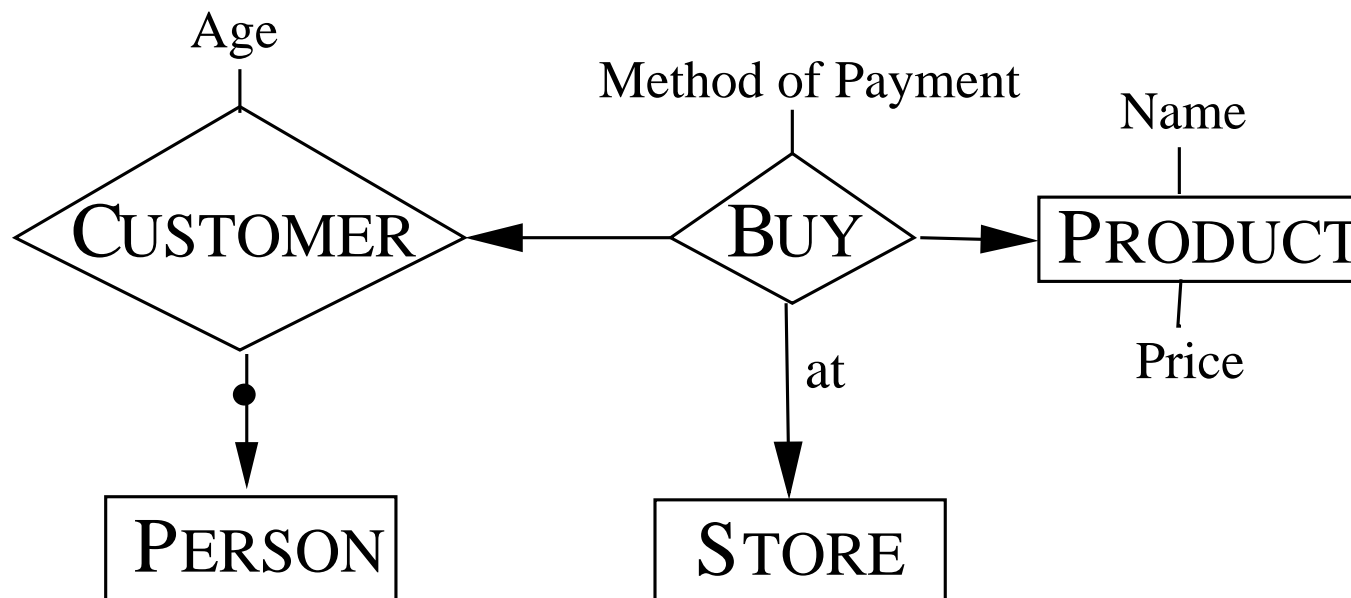 Age
Method of Payment
Name
CUSTOMER
BUY
PRODUCT
at
Price
PERSON
STORE